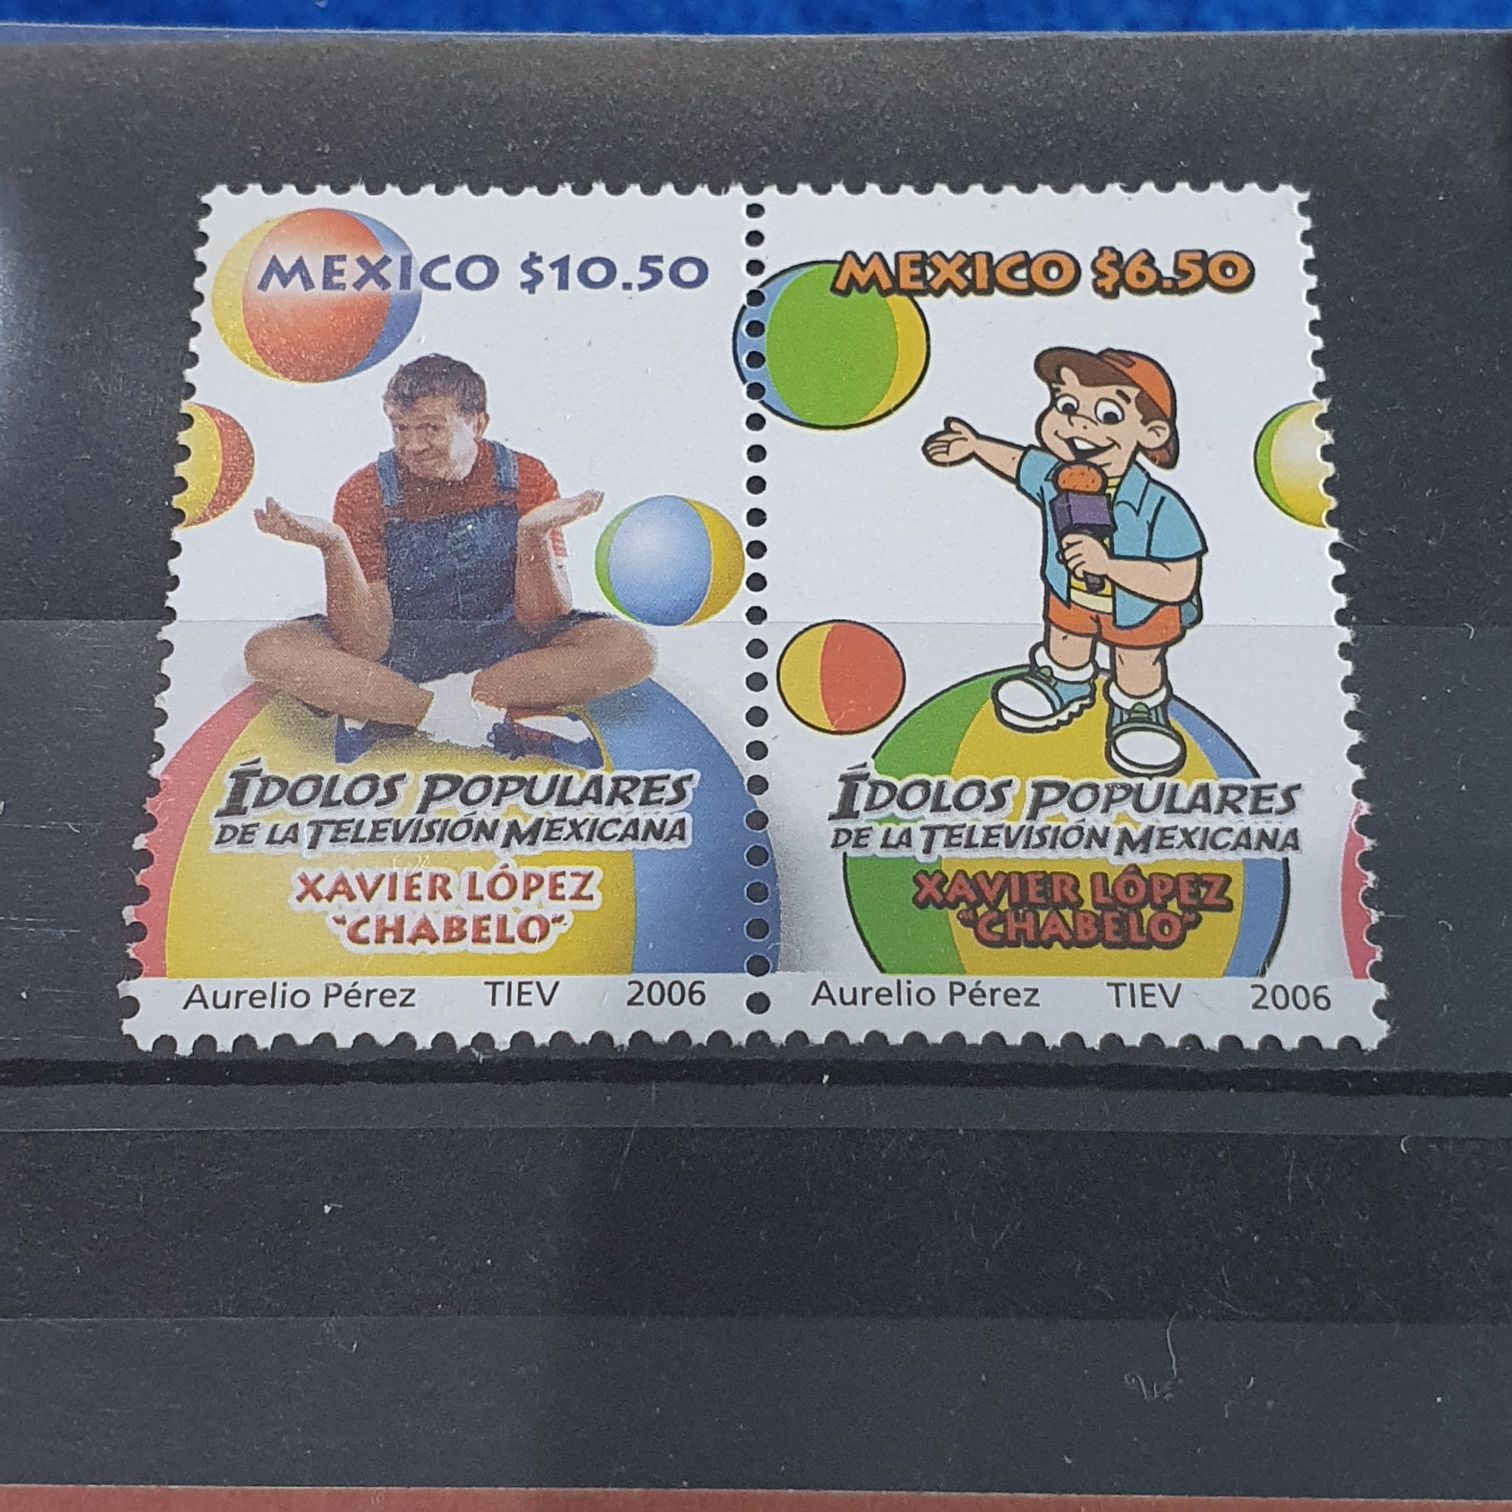 MEXICO $10.50
ÍDOLOS POPULARES
DE LA TELEVISIÓN MEXICANA
XAVIER LÓPEZ
"CHABELO"
Aurelio Pérez TIEV 2006
MEXICO $6.50
ÍDOLOS POPULARES
DE LA TELEVISIÓN MEXICANA
XAVIER LÓPEZ
"CHABELO"
Aurelio Pérez TIEV 2006